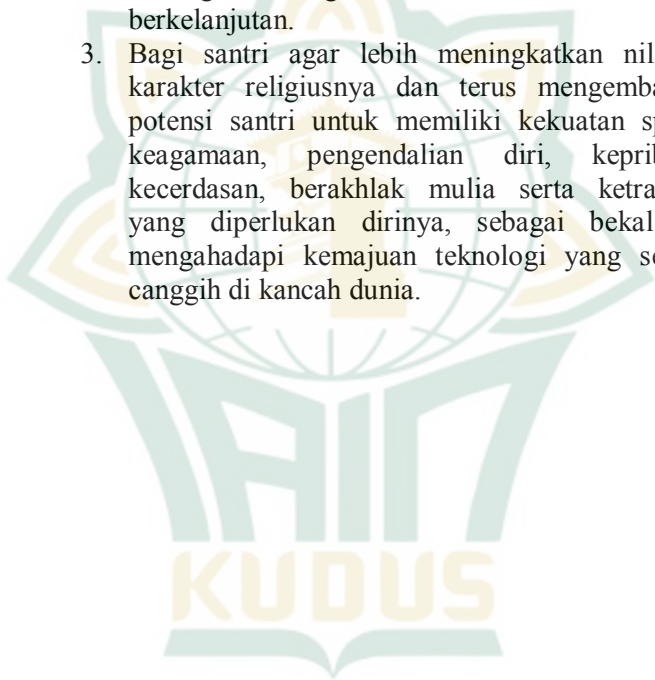 berkelanjutan.
3. Bagi santri agar lebih meningkatkan
karakter religiusnya dan terus
potensi santri untuk memiliki kekuatan
keagamaan, pengendalian diri,
kecerdasan, berakhlak mulia serta
yang diperlukan dirinya, sebagai bekal
mengahadapi kemajuan teknologi yang
canggih di kancah dunia.
IAIN
KUDUS